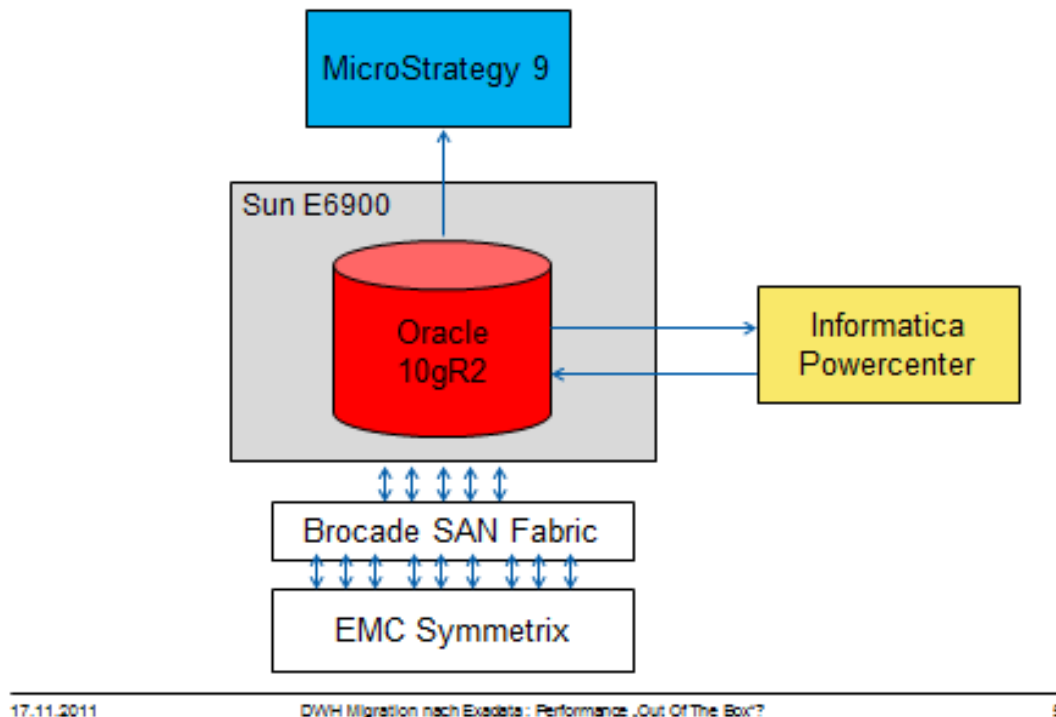 MicroStrategy 9
Sun E6900
Oracle
10gR2
Informatica
Powercenter
Brocade SAN Fabric
EMC Symmetrix
17.11.2011
DWH Migration nach Exadata : Performance „Out Of The Box"?